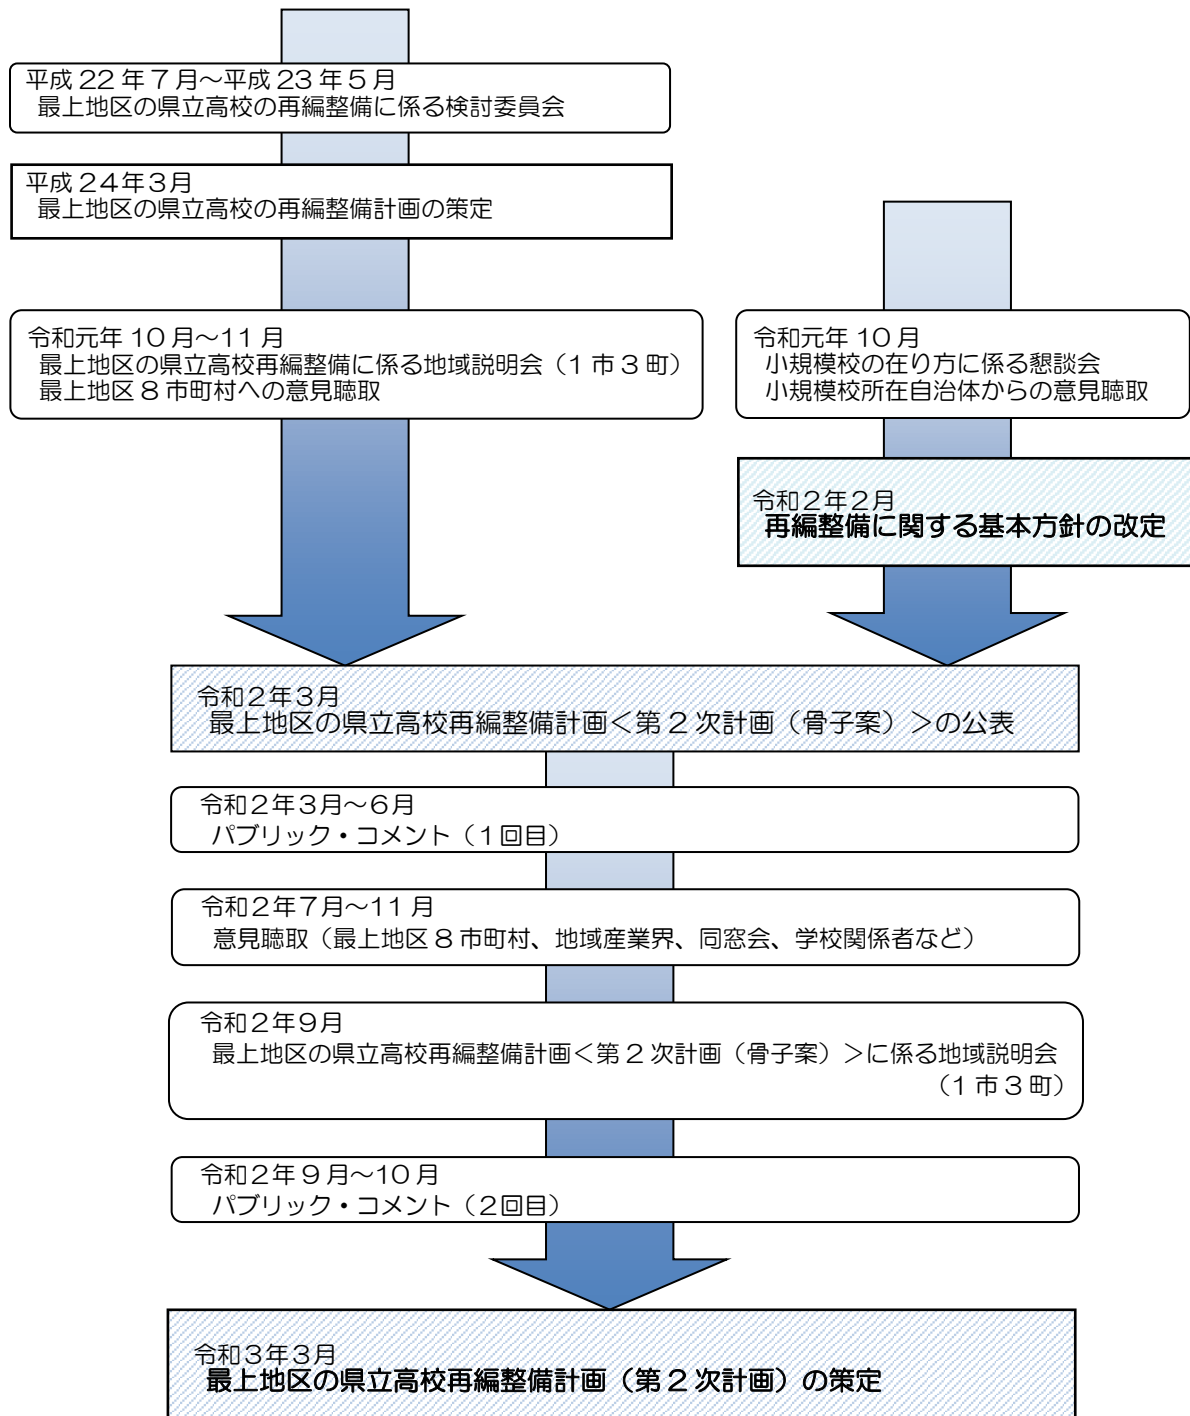 平成22年7月～平成23年5月
最上地区の県立高校の再編整備に係る検討委員会
平成24年3月
最上地区の県立高校の再編整備計画の策定
令和元年10月～11月
最上地区の県立高校再編整備に係る地域説明会（1市3町）
最上地区8市町村への意見聴取
令和元年10月
小規模校の在り方に係る懇談会
小規模校所在自治体からの意見聴取
令和2年2月
再編整備に関する基本方針の改定
令和2年3月
最上地区の県立高校再編整備計画＜第2次計画（骨子案）＞の公表
令和2年3月～6月
パブリック・コメント（1回目）
令和2年7月～11月
意見聴取（最上地区8市町村、地域産業界、同窓会、学校関係者など）
令和2年9月
最上地区の県立高校再編整備計画＜第2次計画（骨子案）＞に係る地域説明会
（1市3町）
令和2年9月～10月
パブリック・コメント（2回目）
令和3年3月
最上地区の県立高校再編整備計画（第2次計画）の策定